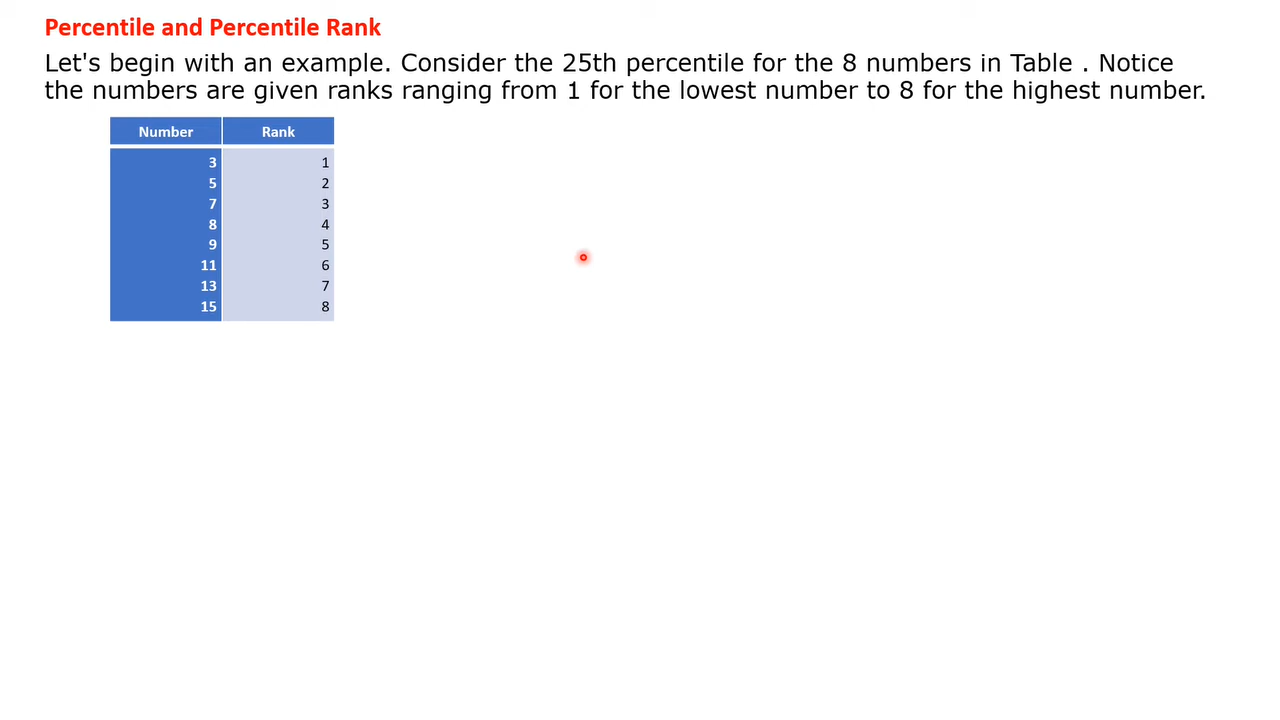 Percentile and Percentile Rank
Let's begin with an example. Consider the 25th percentile for the 8 numbers in Table . Notice
the numbers are given ranks ranging from 1 for the lowest number to 8 for the highest number.
Number Rank
3 1
5 2
7 3
8 4
9 5
11 6
13 7
15 8